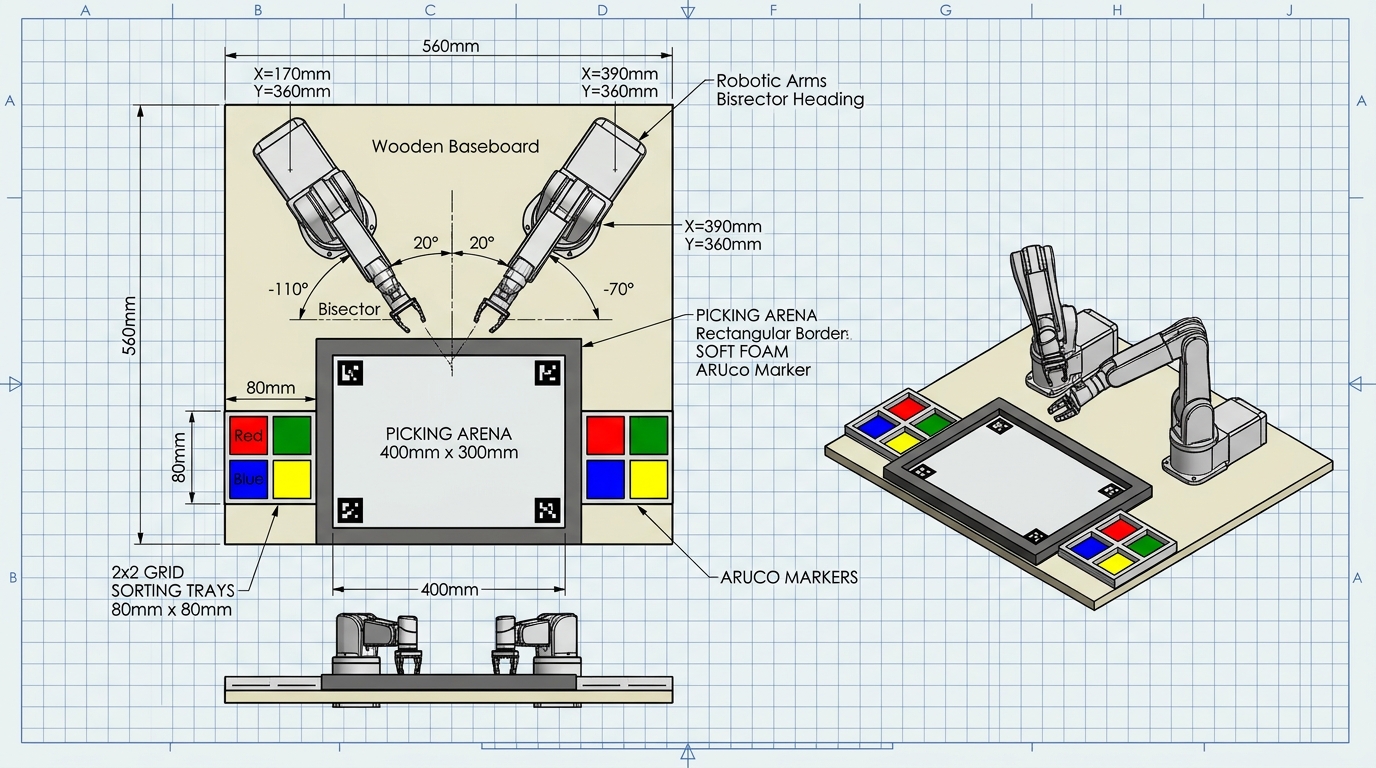 A
B
C
D
F
G
H
J
A
A
B
A
560mm
X=170mm
Y=360mm
X=390mm
Y=360mm
Robotic Arms
Bisrector Heading
Wooden Baseboard
X=390mm
Y=360mm
20°
20°
-110°
-70°
Bisector
560mm
PICKING ARENA
Rectangular Border:
SOFT FOAM
ARUco Marker
80mm
80mm
Red
Blue
PICKING ARENA
400mm x 300mm
2x2 GRID
SORTING TRAYS
80mm x 80mm
400mm
ARUCO MARKERS